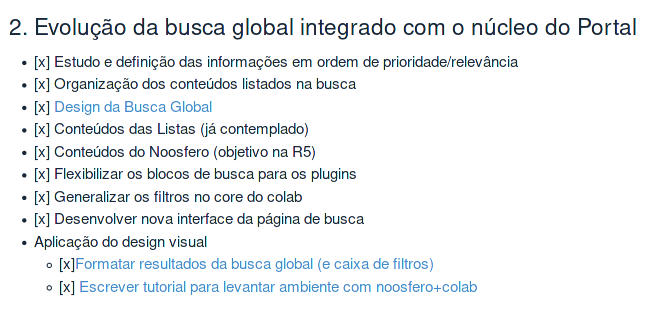 2. Evolução da busca global integrado com o núcleo do Portal
• [x] Estudo e definição das informações em ordem de prioridade/relevância
• [x] Organização dos conteúdos listados na busca
• [x] Design da Busca Global
• [x] Conteúdos das Listas (já contemplado)
• [x] Conteúdos do Noosfero (objetivo na R5)
• [x] Flexibilizar os blocos de busca para os plugins
• [x] Generalizar os filtros no core do colab
• [x] Desenvolver nova interface da página de busca
• Aplicação do design visual
◦ [x]Formatar resultados da busca global (e caixa de filtros)
◦ [x] Escrever tutorial para levantar ambiente com noosfero+colab